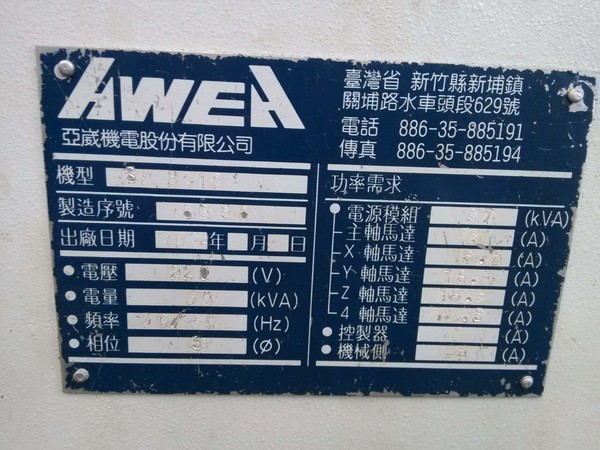 AWEA
亞崴機電股份有限公司
臺灣省 新竹縣新埔鎮
關埔路水車頭段629號
電話 886-35-885191
傳真 886-35-885194
機型
製造序號
出廠日期 年 月 日
電壓 220 (V)
電量 (kVA)
頻率 (Hz)
相位 3 (Ø)
功率需求
電源模組 (kVA)
主軸馬達 (A)
X 軸馬達 (A)
Y 軸馬達 (A)
Z 軸馬達 (A)
4 軸馬達 (A)
控製器 (A)
機械側 (A)